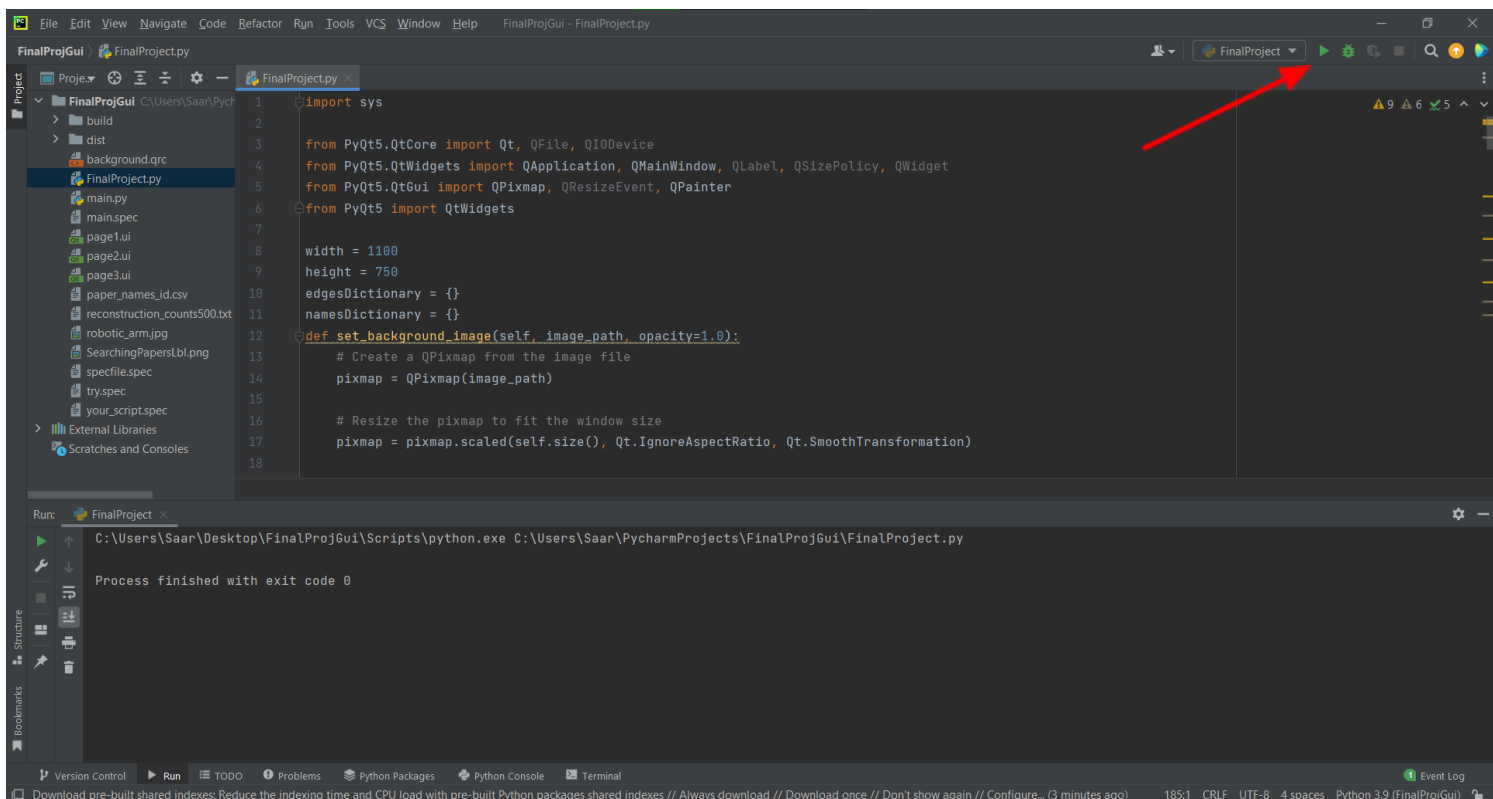 File Edit View Navigate Code Refactor Run Tools VCS Window Help FinalProjGui - FinalProject.py
FinalProjGui FinalProject.py
FinalProject
Proje
FinalProject.py
Project
FinalProjGui C:\Users\Saar\Pych
build
dist
background.qrc
FinalProject.py
main.py
main.spec
page1.ui
page2.ui
page3.ui
paper_names_id.csv
reconstruction_counts500.txt
robotic_arm.jpg
SearchingPapersLbl.png
specfile.spec
try.spec
your_script.spec
External Libraries
Scratches and Consoles
9 6 5
1 import sys
2
3 from PyQt5.QtCore import Qt, QFile, QIODevice
4 from PyQt5.QtWidgets import QApplication, QMainWindow, QLabel, QSizePolicy, QWidget
5 from PyQt5.QtGui import QPixmap, QResizeEvent, QPainter
6 from PyQt5 import QtWidgets
7
8 width = 1100
9 height = 750
10 edgesDictionary = {}
11 namesDictionary = {}
12 def set_background_image(self, image_path, opacity=1.0):
13 # Create a QPixmap from the image file
14 pixmap = QPixmap(image_path)
15
16 # Resize the pixmap to fit the window size
17 pixmap = pixmap.scaled(self.size(), Qt.IgnoreAspectRatio, Qt.SmoothTransformation)
18
Run: FinalProject
C:\Users\Saar\Desktop\FinalProjGui\Scripts\python.exe C:\Users\Saar\PycharmProjects\FinalProjGui\FinalProject.py
Process finished with exit code 0
Structure
Bookmarks
Version Control Run TODO Problems Python Packages Python Console Terminal 1 Event Log
Download pre-built shared indexes: Reduce the indexing time and CPU load with pre-built Python packages shared indexes // Always download // Download once // Don't show again // Configure... (3 minutes ago) 185:1 CRLF UTF-8 4 spaces Python 3.9 (FinalProjGui)